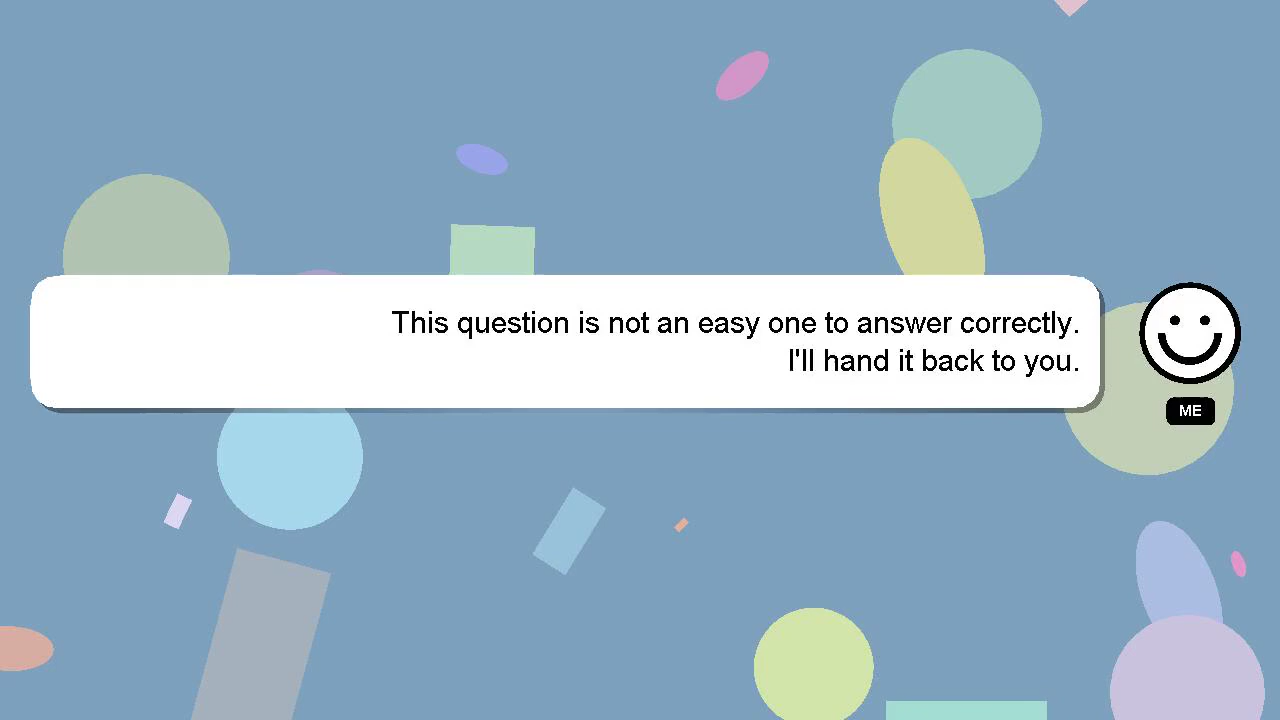 This question is not an easy one to answer correctly.
I'll hand it back to you.
ME